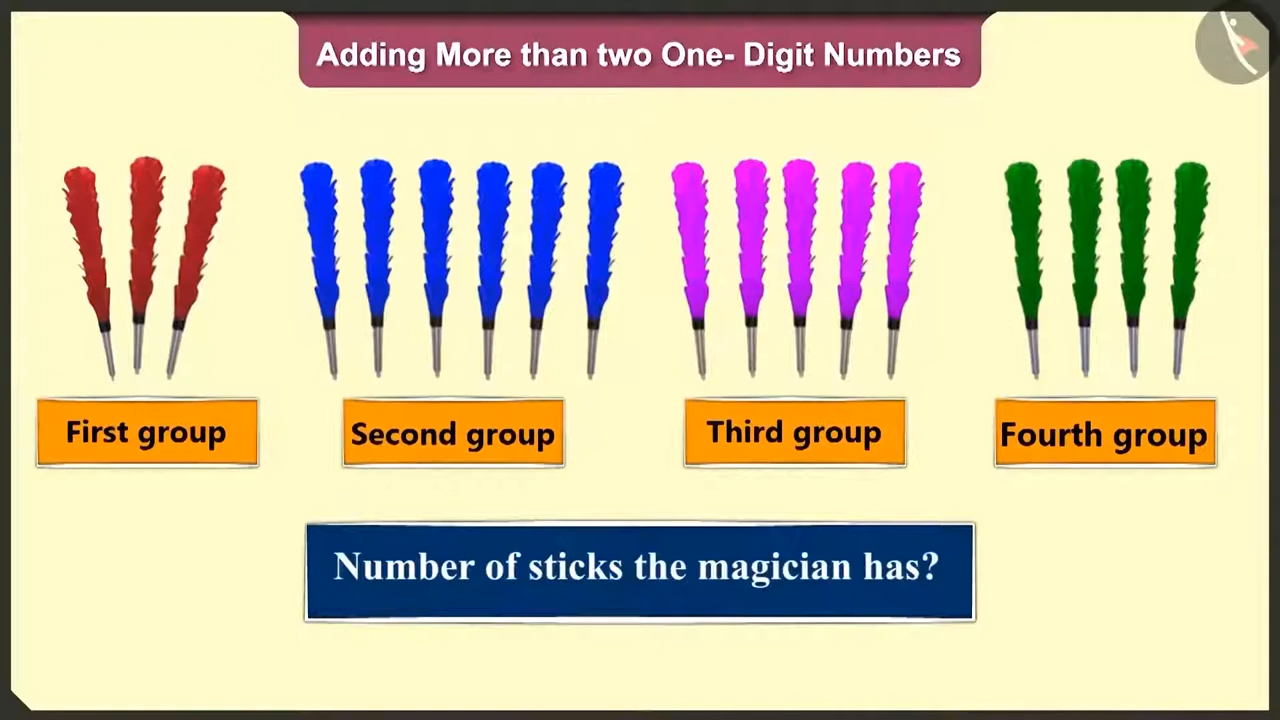 Adding More than two One- Digit Numbers
First group
Second group
Third group
Fourth group
Number of sticks the magician has?